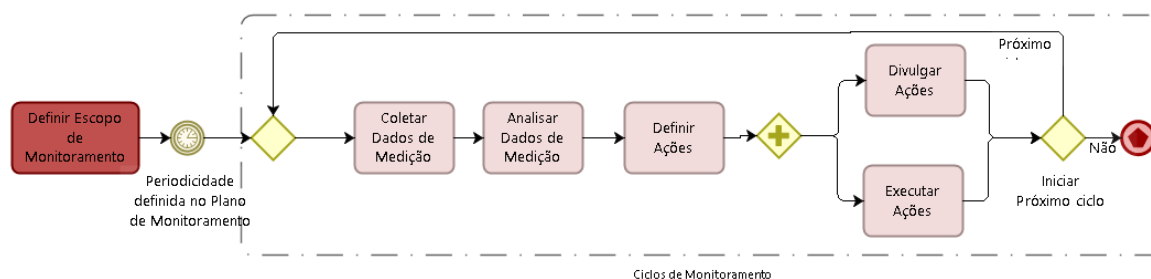 Definir Escopo
de
Monitoramento
Periodicidade
definida no Plano
de Monitoramento
Coletar
Dados de
Medição
Analisar
Dados de
Medição
Definir
Ações
Divulgar
Ações
Executar
Ações
Próximo
Não
Iniciar
Próximo ciclo
Ciclos de Monitoramento